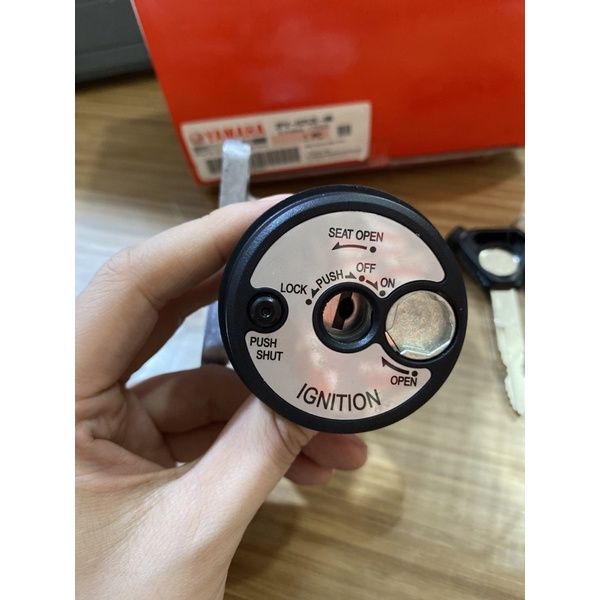 YAMAHA
SEAT OPEN
OFF
PUSH
ON
LOCK
PUSH
SHUT
OPEN
IGNITION